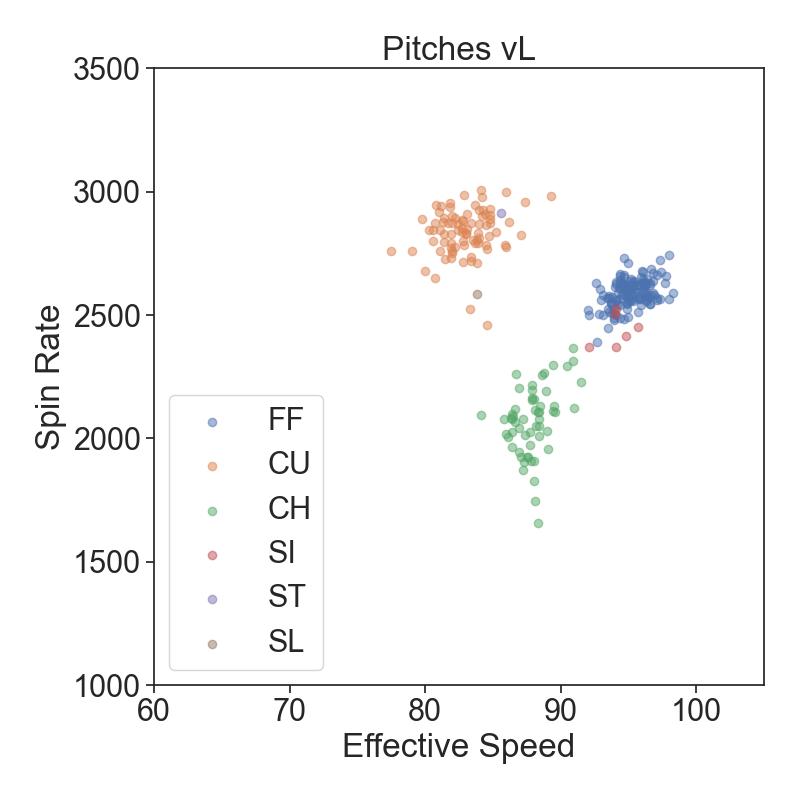 Pitches vL
3500
3000
2500
2000
1500
1000
Spin Rate
FF
CU
CH
SI
ST
SL
60 70 80 90 100
Effective Speed